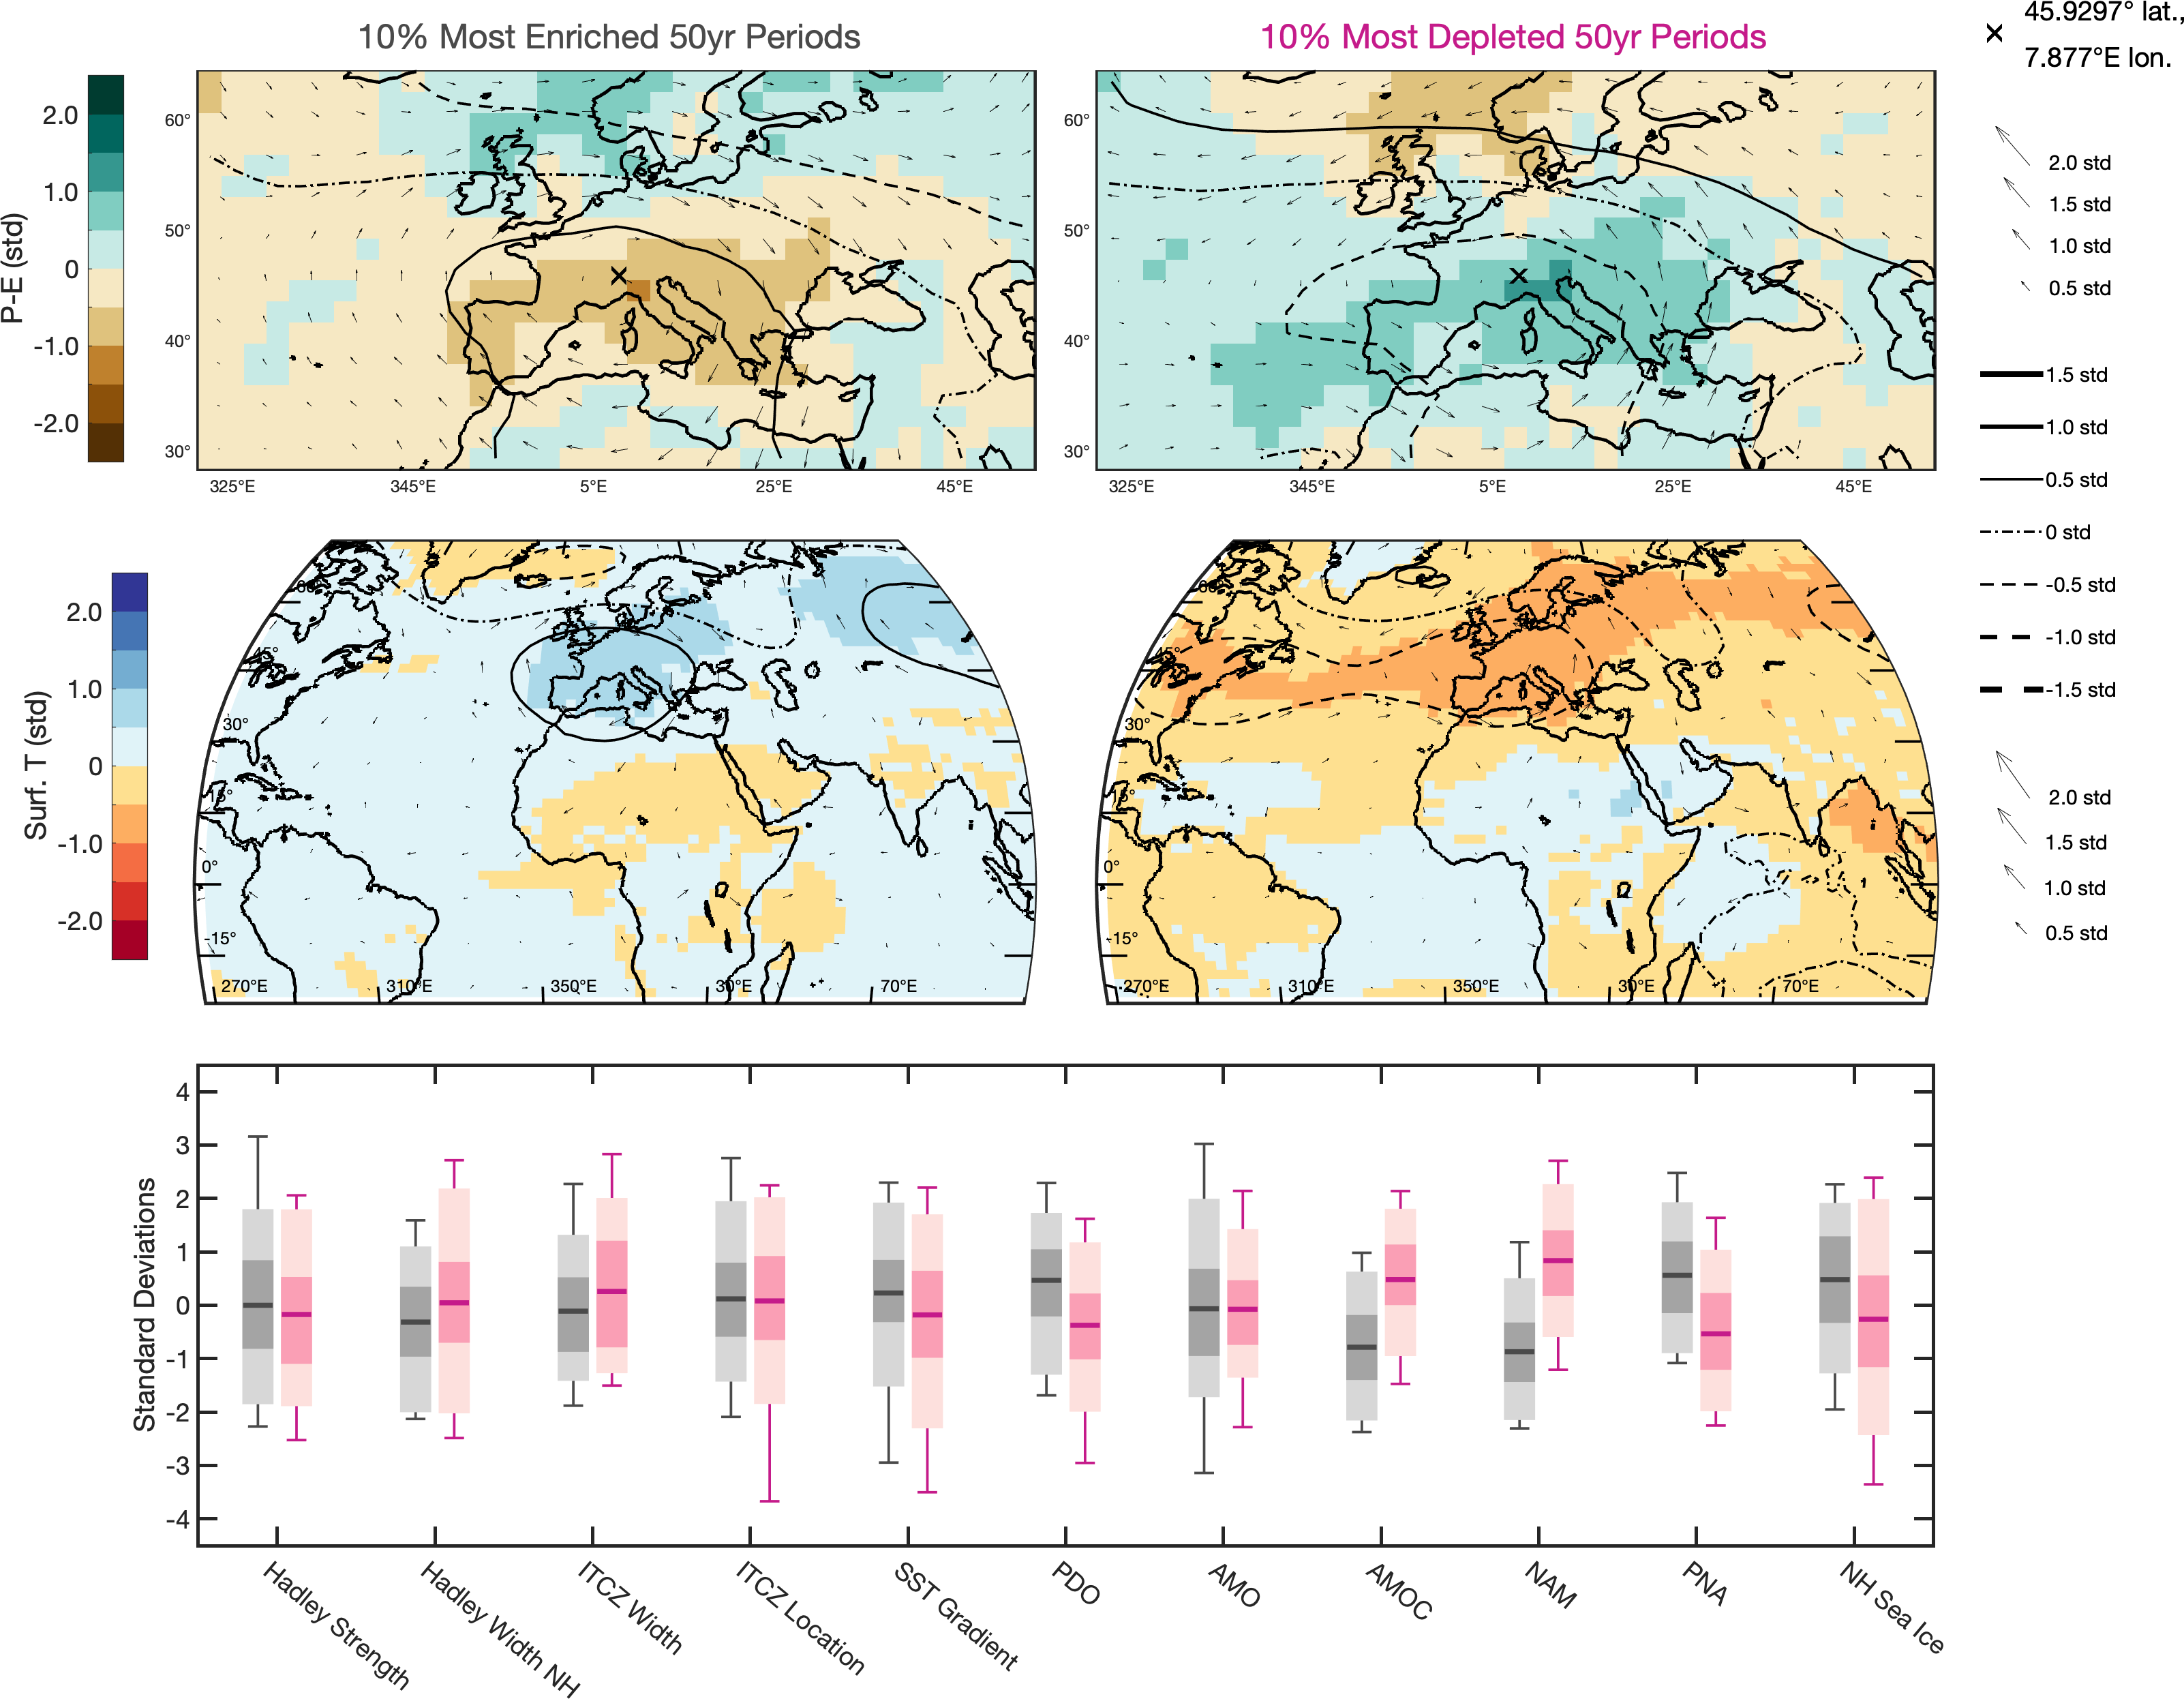 10% Most Enriched 50yr Periods
10% Most Depleted 50yr Periods
45.9297° lat.,
7.877°E lon.
P-E (std)
2.0
1.0
0
-1.0
-2.0
60°
50°
40°
30°
325°E 345°E 5°E 25°E 45°E
60°
50°
40°
30°
325°E 345°E 5°E 25°E 45°E
2.0 std
1.5 std
1.0 std
0.5 std
1.5 std
1.0 std
0.5 std
0 std
-0.5 std
-1.0 std
-1.5 std
Surf. T (std)
2.0
1.0
0
-1.0
-2.0
60°
45°
30°
15°
0°
-15°
270°E 310°E 350°E 30°E 70°E
60°
45°
30°
15°
0°
-15°
270°E 310°E 350°E 30°E 70°E
2.0 std
1.5 std
1.0 std
0.5 std
Standard Deviations
4
3
2
1
0
-1
-2
-3
-4
Hadley Strength
Hadley Width NH
ITCZ Width
ITCZ Location
SST Gradient
PDO
AMO
AMOC
NAM
PNA
NH Sea Ice